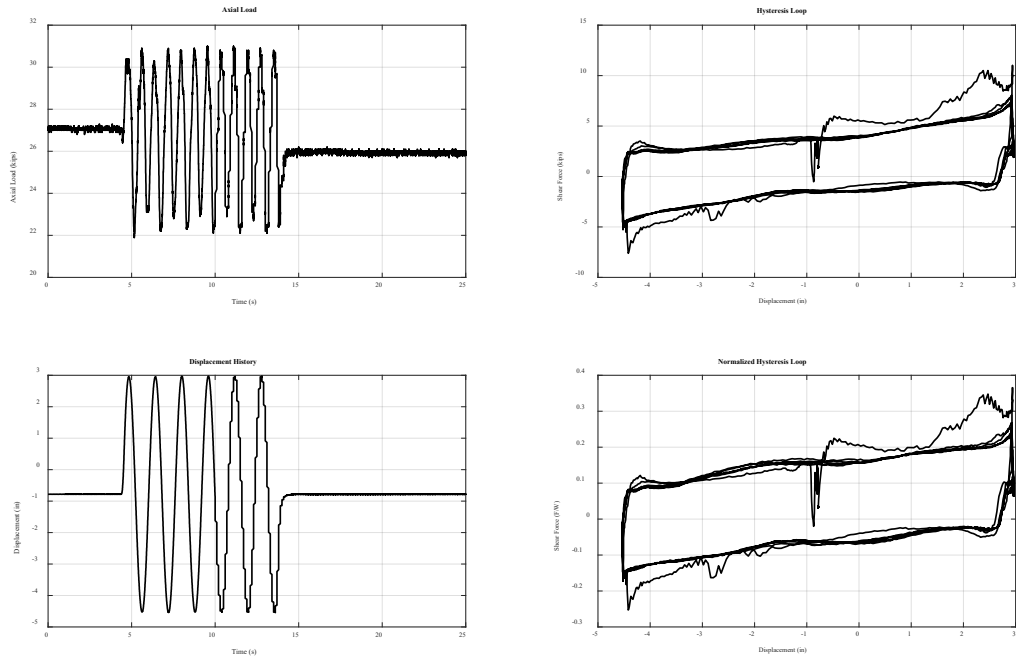 Axial Load
32
30
28
26
24
22
20
Axial Load (kips)
0 5 10 15 20 25
Time (s)
Hysteresis Loop
15
10
5
0
-5
-10
Shear Force (kips)
-5 -4 -3 -2 -1 0 1 2 3
Displacement (in)
Displacement History
3
2
1
0
-1
-2
-3
-4
-5
Displacement (in)
0 5 10 15 20 25
Time (s)
Normalized Hysteresis Loop
0.4
0.3
0.2
0.1
0
-0.1
-0.2
-0.3
Shear Force (F/W)
-5 -4 -3 -2 -1 0 1 2 3
Displacement (in)